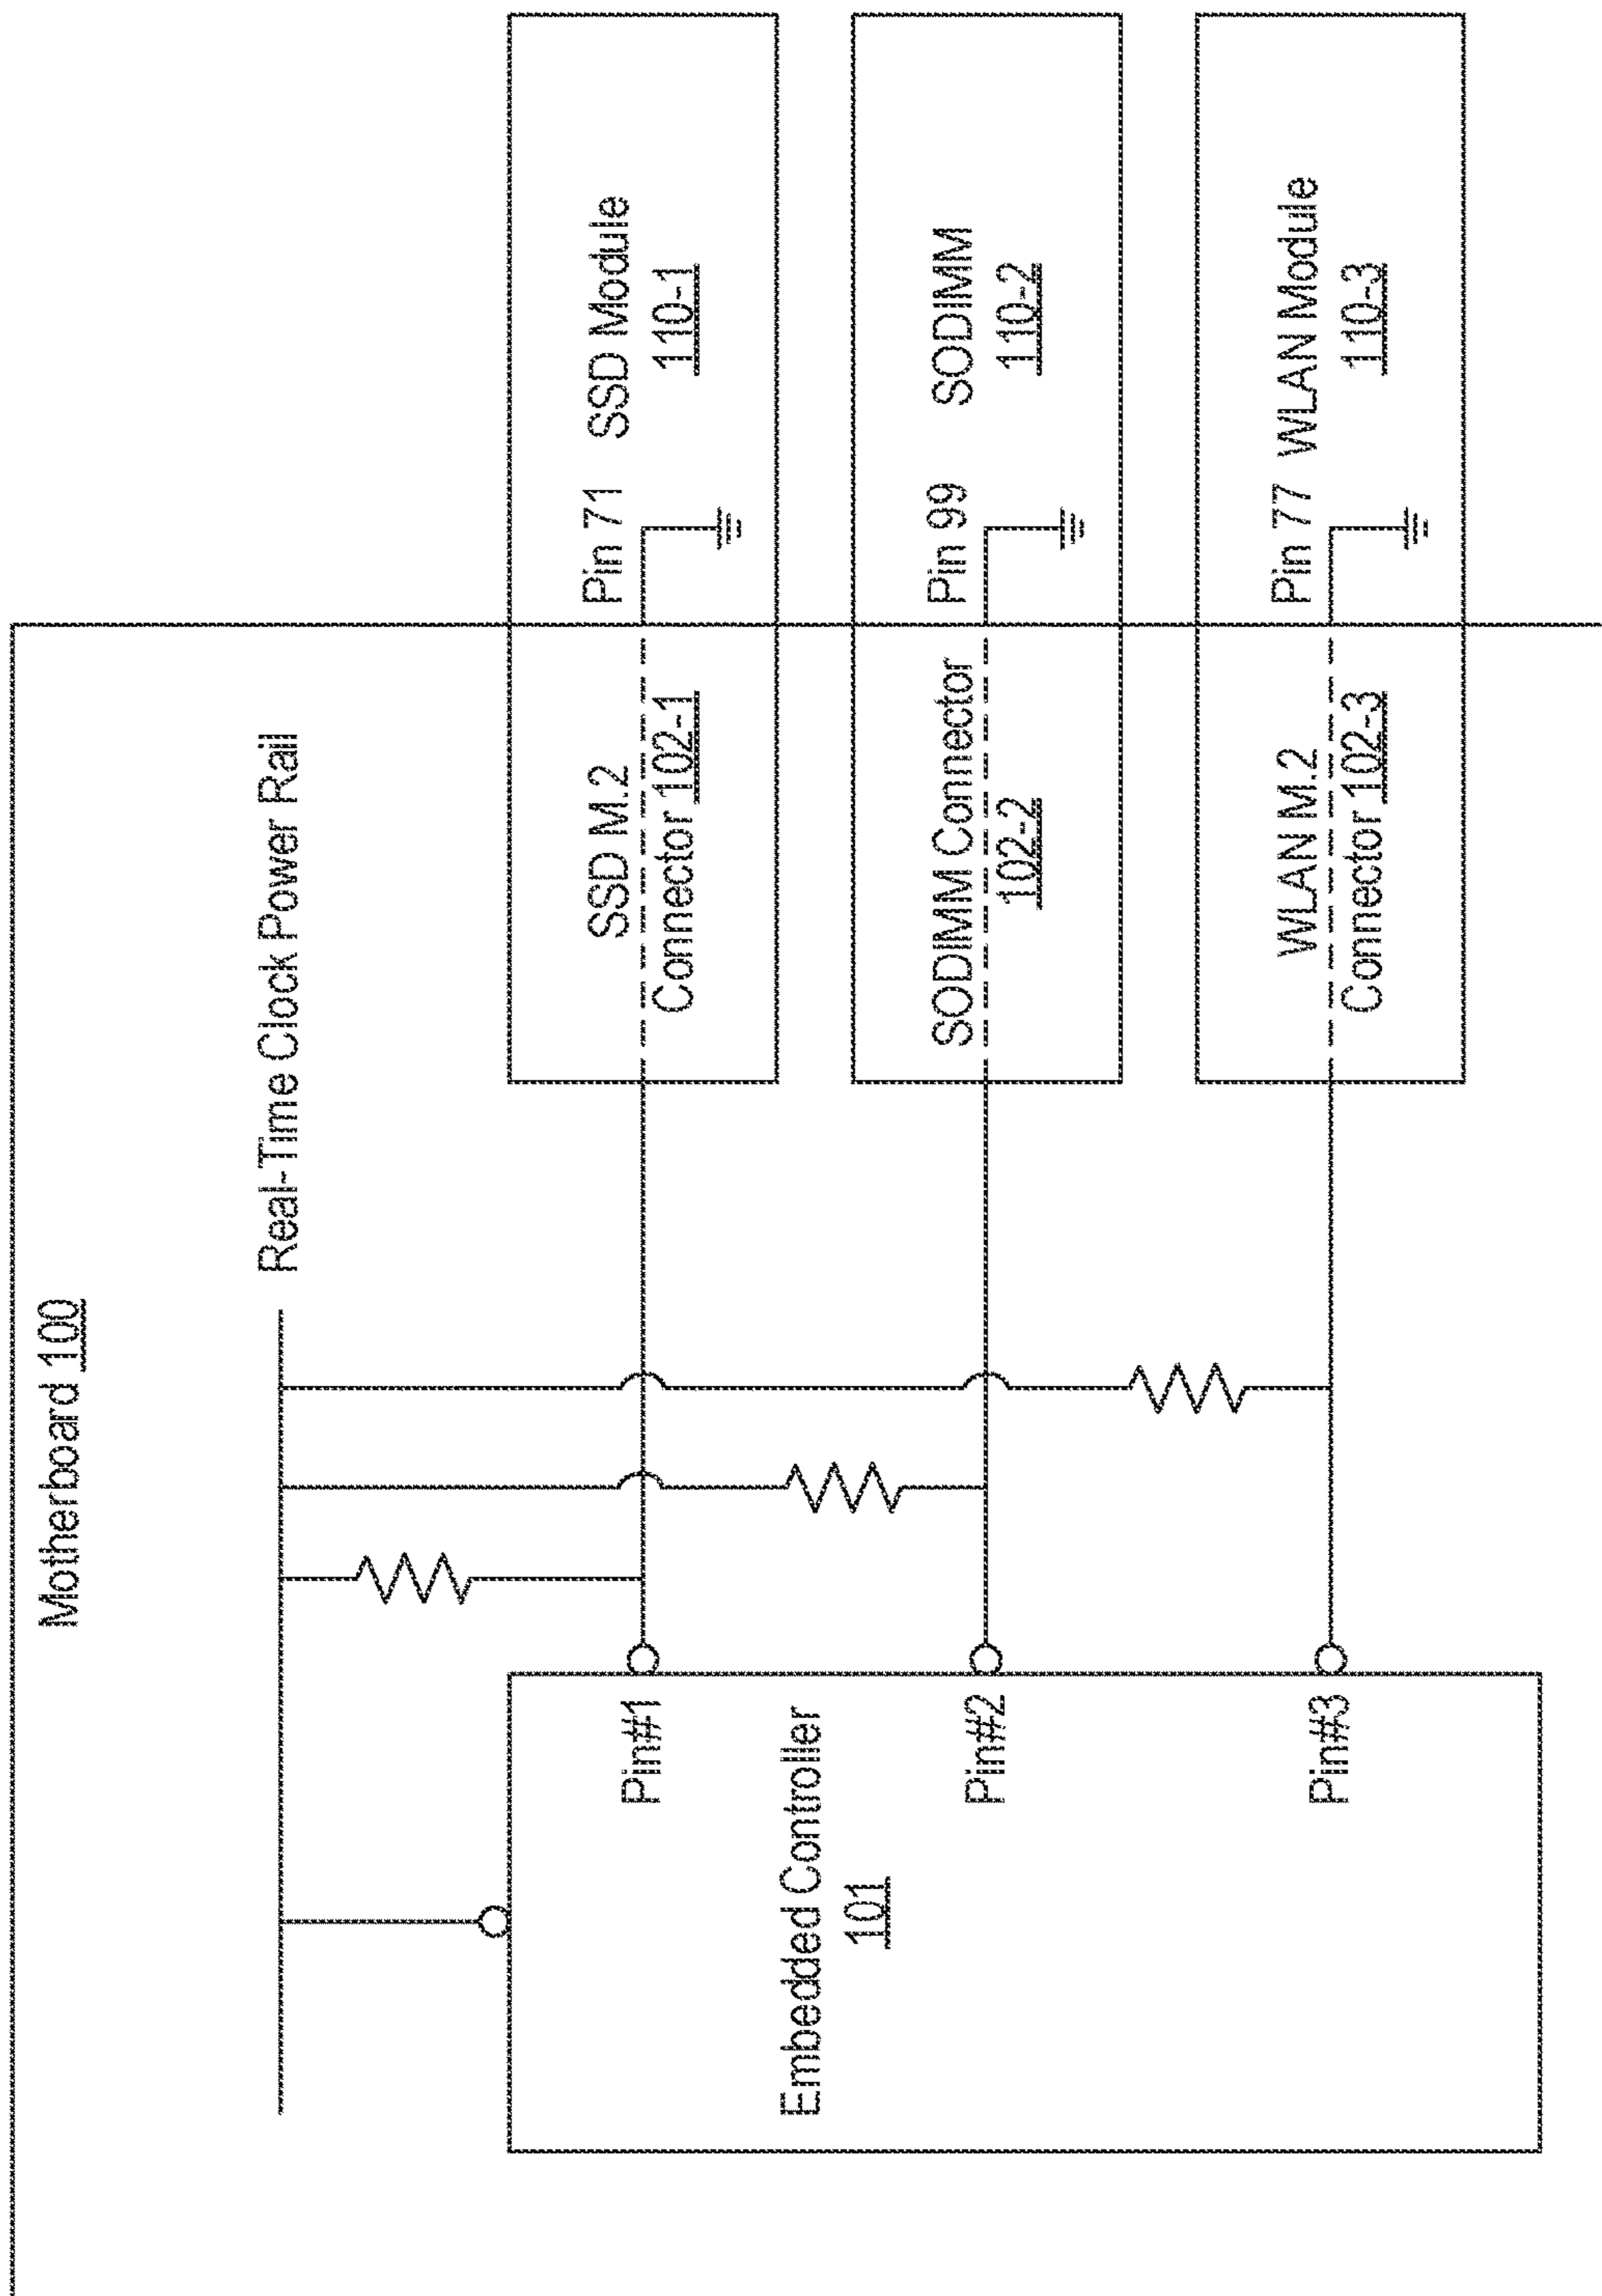 Motherboard 100
Real-Time Clock Power Rail
Embedded Controller
101
Pin#1
Pin#2
Pin#3
SSD M.2
Connector 102-1
Pin 71
SSD Module
110-1
SODIMM Connector
102-2
Pin 99
SODIMM
110-2
WLAN M.2
Connector 102-3
Pin 77
WLAN Module
110-3